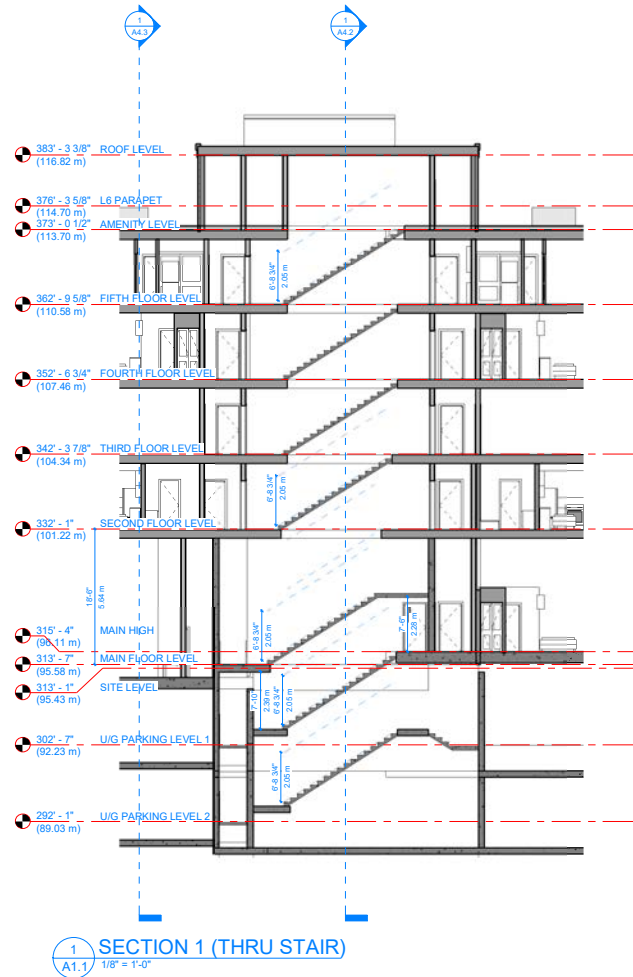 1
A4.3
1
A4.2
383' - 3 3/8" ROOF LEVEL
(116.82 m)
376' - 3 5/8" L6 PARAPET
(114.70 m)
373' - 0 1/2" AMENITY LEVEL
(113.70 m)
6'-8 3/4"
2.05 m
362' - 9 5/8" FIFTH FLOOR LEVEL
(110.58 m)
352' - 6 3/4" FOURTH FLOOR LEVEL
(107.46 m)
342' - 3 7/8" THIRD FLOOR LEVEL
(104.34 m)
6'-8 3/4"
2.05 m
332' - 1" SECOND FLOOR LEVEL
(101.22 m)
18'-6"
5.64 m
6'-8 3/4"
2.05 m
7'-6"
2.28 m
315' - 4" MAIN HIGH
(96.11 m)
313' - 7" MAIN FLOOR LEVEL
(95.58 m)
313' - 1" SITE LEVEL
(95.43 m)
7'-10"
2.39 m
6'-8 3/4"
2.05 m
302' - 7" U/G PARKING LEVEL 1
(92.23 m)
6'-8 3/4"
2.05 m
292' - 1" U/G PARKING LEVEL 2
(89.03 m)
1
A1.1
SECTION 1 (THRU STAIR)
1/8" = 1'-0"